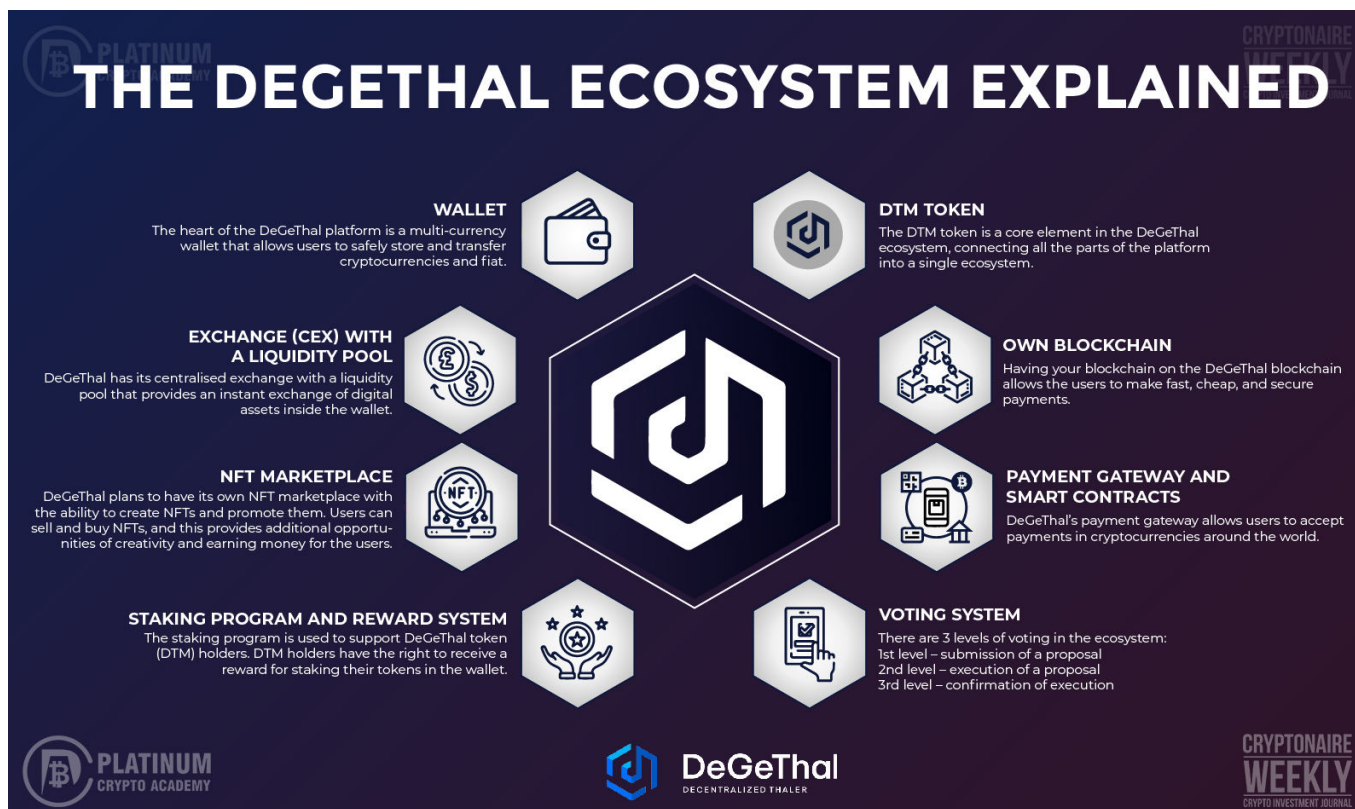 PLATINUM
CRYPTO ACADEMY
CRYPTONAIRE
WEEKLY
CRYPTO INVESTMENT JOURNAL
THE DEGETHAL ECOSYSTEM EXPLAINED
WALLET
The heart of the DeGeThal platform is a multi-currency
wallet that allows users to safely store and transfer
cryptocurrencies and fiat.
DTM TOKEN
The DTM token is a core element in the DeGeThal
ecosystem, connecting all the parts of the platform
into a single ecosystem.
EXCHANGE (CEX) WITH
A LIQUIDITY POOL
DeGeThal has its centralised exchange with a liquidity
pool that provides an instant exchange of digital
assets inside the wallet.
OWN BLOCKCHAIN
Having your blockchain on the DeGeThal blockchain
allows the users to make fast, cheap, and secure
payments.
NFT MARKETPLACE
DeGeThal plans to have its own NFT marketplace with
the ability to create NFTs and promote them. Users can
sell and buy NFTs, and this provides additional opportu-
nities of creativity and earning money for the users.
NFT
PAYMENT GATEWAY AND
SMART CONTRACTS
DeGeThal's payment gateway allows users to accept
payments in cryptocurrencies around the world.
STAKING PROGRAM AND REWARD SYSTEM
The staking program is used to support DeGeThal token
(DTM) holders. DTM holders have the right to receive a
reward for staking their tokens in the wallet.
VOTING SYSTEM
There are 3 levels of voting in the ecosystem:
1st level – submission of a proposal
2nd level – execution of a proposal
3rd level – confirmation of execution
PLATINUM
CRYPTO ACADEMY
DeGeThal
DECENTRALIZED THALER
CRYPTONAIRE
WEEKLY
CRYPTO INVESTMENT JOURNAL